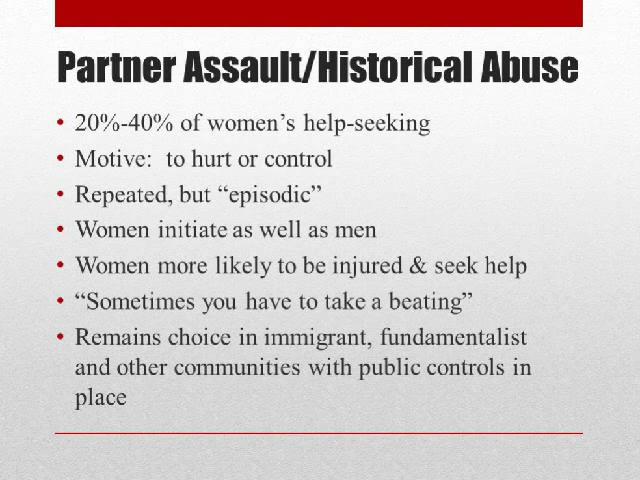 Partner Assault/Historical Abuse
• 20%-40% of women’s help-seeking
• Motive:  to hurt or control
• Repeated, but “episodic”
• Women initiate as well as men
• Women more likely to be injured & seek help
• “Sometimes you have to take a beating”
• Remains choice in immigrant, fundamentalist
and other communities with public controls in
place